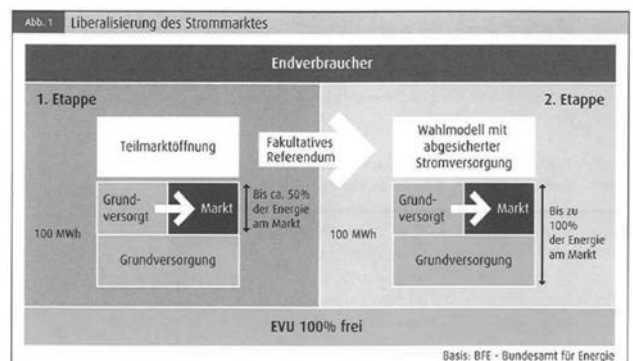 Abb. 1 Liberalisierung des Strommarktes
Endverbraucher
1. Etappe
2. Etappe
Teilmarktöffnung
Fakultatives
Referendum
Wahlmodell mit
abgesicherter
Stromversorgung
Grund-
versorgt
Markt
Bis ca. 50%
der Energie
am Markt
100 MWh
Grundversorgung
Grund-
versorgt
Markt
Bis zu
100%
der Energie
am Markt
100 MWh
Grundversorgung
EVU 100% frei
Basis: BFE - Bundesamt für Energie